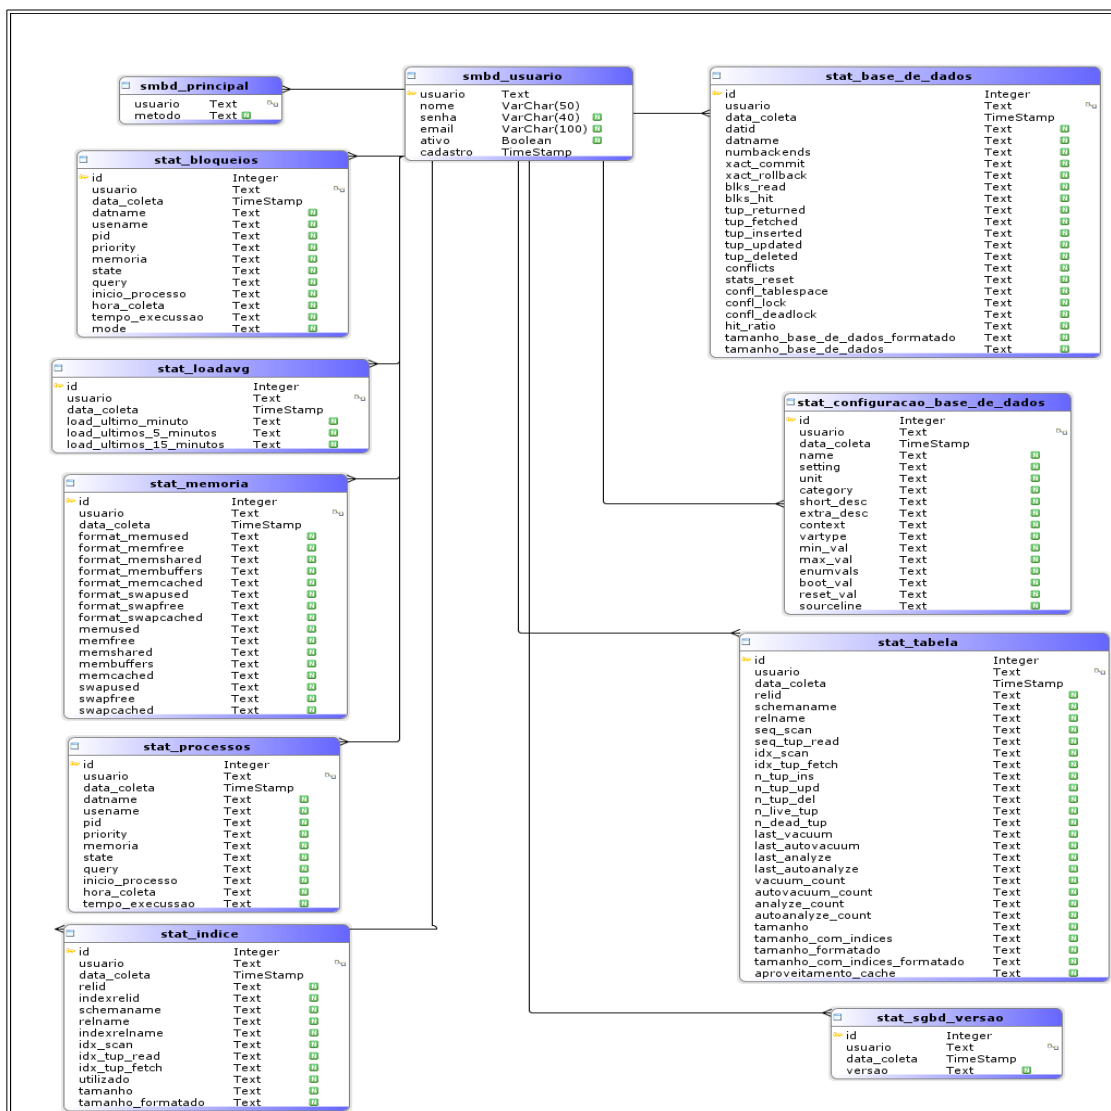 smbd_principal
usuario Text
metodo Text N
smbd_usuario
usuario Text
nome VarChar(50)
senha VarChar(40) N
email VarChar(100) N
ativo Boolean N
cadastro TimeStamp
stat_base_de_dados
id Integer
usuario Text
data_coleta TimeStamp
datid Text N
datname Text N
numbackends Text N
xact_commit Text N
xact_rollback Text N
blks_read Text N
blks_hit Text N
tup_returned Text N
tup_fetched Text N
tup_inserted Text N
tup_updated Text N
tup_deleted Text N
conflicts Text N
stats_reset Text N
confl_tablespace Text N
confl_lock Text N
confl_deadlock Text N
hit_ratio Text N
tamanho_base_de_dados_formatado Text N
tamanho_base_de_dados Text N
stat_bloqueios
id Integer
usuario Text
data_coleta TimeStamp
datname Text N
usename Text N
pid Text N
priority Text N
memoria Text N
state Text N
query Text N
inicio_processo Text N
hora_coleta Text N
tempo_execussao Text N
mode Text N
stat_loadavg
id Integer
usuario Text
data_coleta TimeStamp
load_ultimo_minuto Text N
load_ultimos_5_minutos Text N
load_ultimos_15_minutos Text N
stat_configuracao_base_de_dados
id Integer
usuario Text
data_coleta TimeStamp
name Text N
setting Text N
unit Text N
category Text N
short_desc Text N
extra_desc Text N
context Text N
vartype Text N
min_val Text N
max_val Text N
enumvals Text N
boot_val Text N
reset_val Text N
sourceline Text N
stat_memoria
id Integer
usuario Text
data_coleta TimeStamp
format_memused Text N
format_memfree Text N
format_memshared Text N
format_membuffers Text N
format_memcached Text N
format_swapused Text N
format_swapfree Text N
format_swapcached Text N
memused Text N
memfree Text N
memshared Text N
membuffers Text N
memcached Text N
swapused Text N
swapfree Text N
swapcached Text N
stat_tabela
id Integer
usuario Text
data_coleta TimeStamp
relid Text N
schemaname Text N
relname Text N
seq_scan Text N
seq_tup_read Text N
idx_scan Text N
idx_tup_fetch Text N
n_tup_ins Text N
n_tup_upd Text N
n_tup_del Text N
n_live_tup Text N
n_dead_tup Text N
last_vacuum Text N
last_autovacuum Text N
last_analyze Text N
last_autoanalyze Text N
vacuum_count Text N
autovacuum_count Text N
analyze_count Text N
autoanalyze_count Text N
tamanho Text N
tamanho_com_indices Text N
tamanho_formatado Text N
tamanho_com_indices_formatado Text N
aproveitamento_cache Text N
stat_processos
id Integer
usuario Text
data_coleta TimeStamp
datname Text N
usename Text N
pid Text N
priority Text N
memoria Text N
state Text N
query Text N
inicio_processo Text N
hora_coleta Text N
tempo_execussao Text N
stat_indice
id Integer
usuario Text
data_coleta TimeStamp
relid Text N
indexrelid Text N
schemaname Text N
relname Text N
indexrelname Text N
idx_scan Text N
idx_tup_read Text N
idx_tup_fetch Text N
utilizado Text N
tamanho Text N
tamanho_formatado Text N
stat_sgbd_versao
id Integer
usuario Text
data_coleta TimeStamp
versao Text N